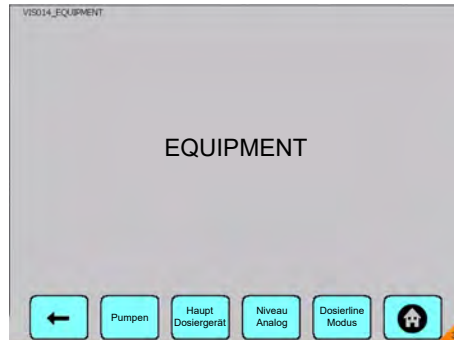 VIS014_EQUIPMENT
EQUIPMENT
Pumpen
Haupt
Dosiergerät
Niveau
Analog
Dosierline
Modus